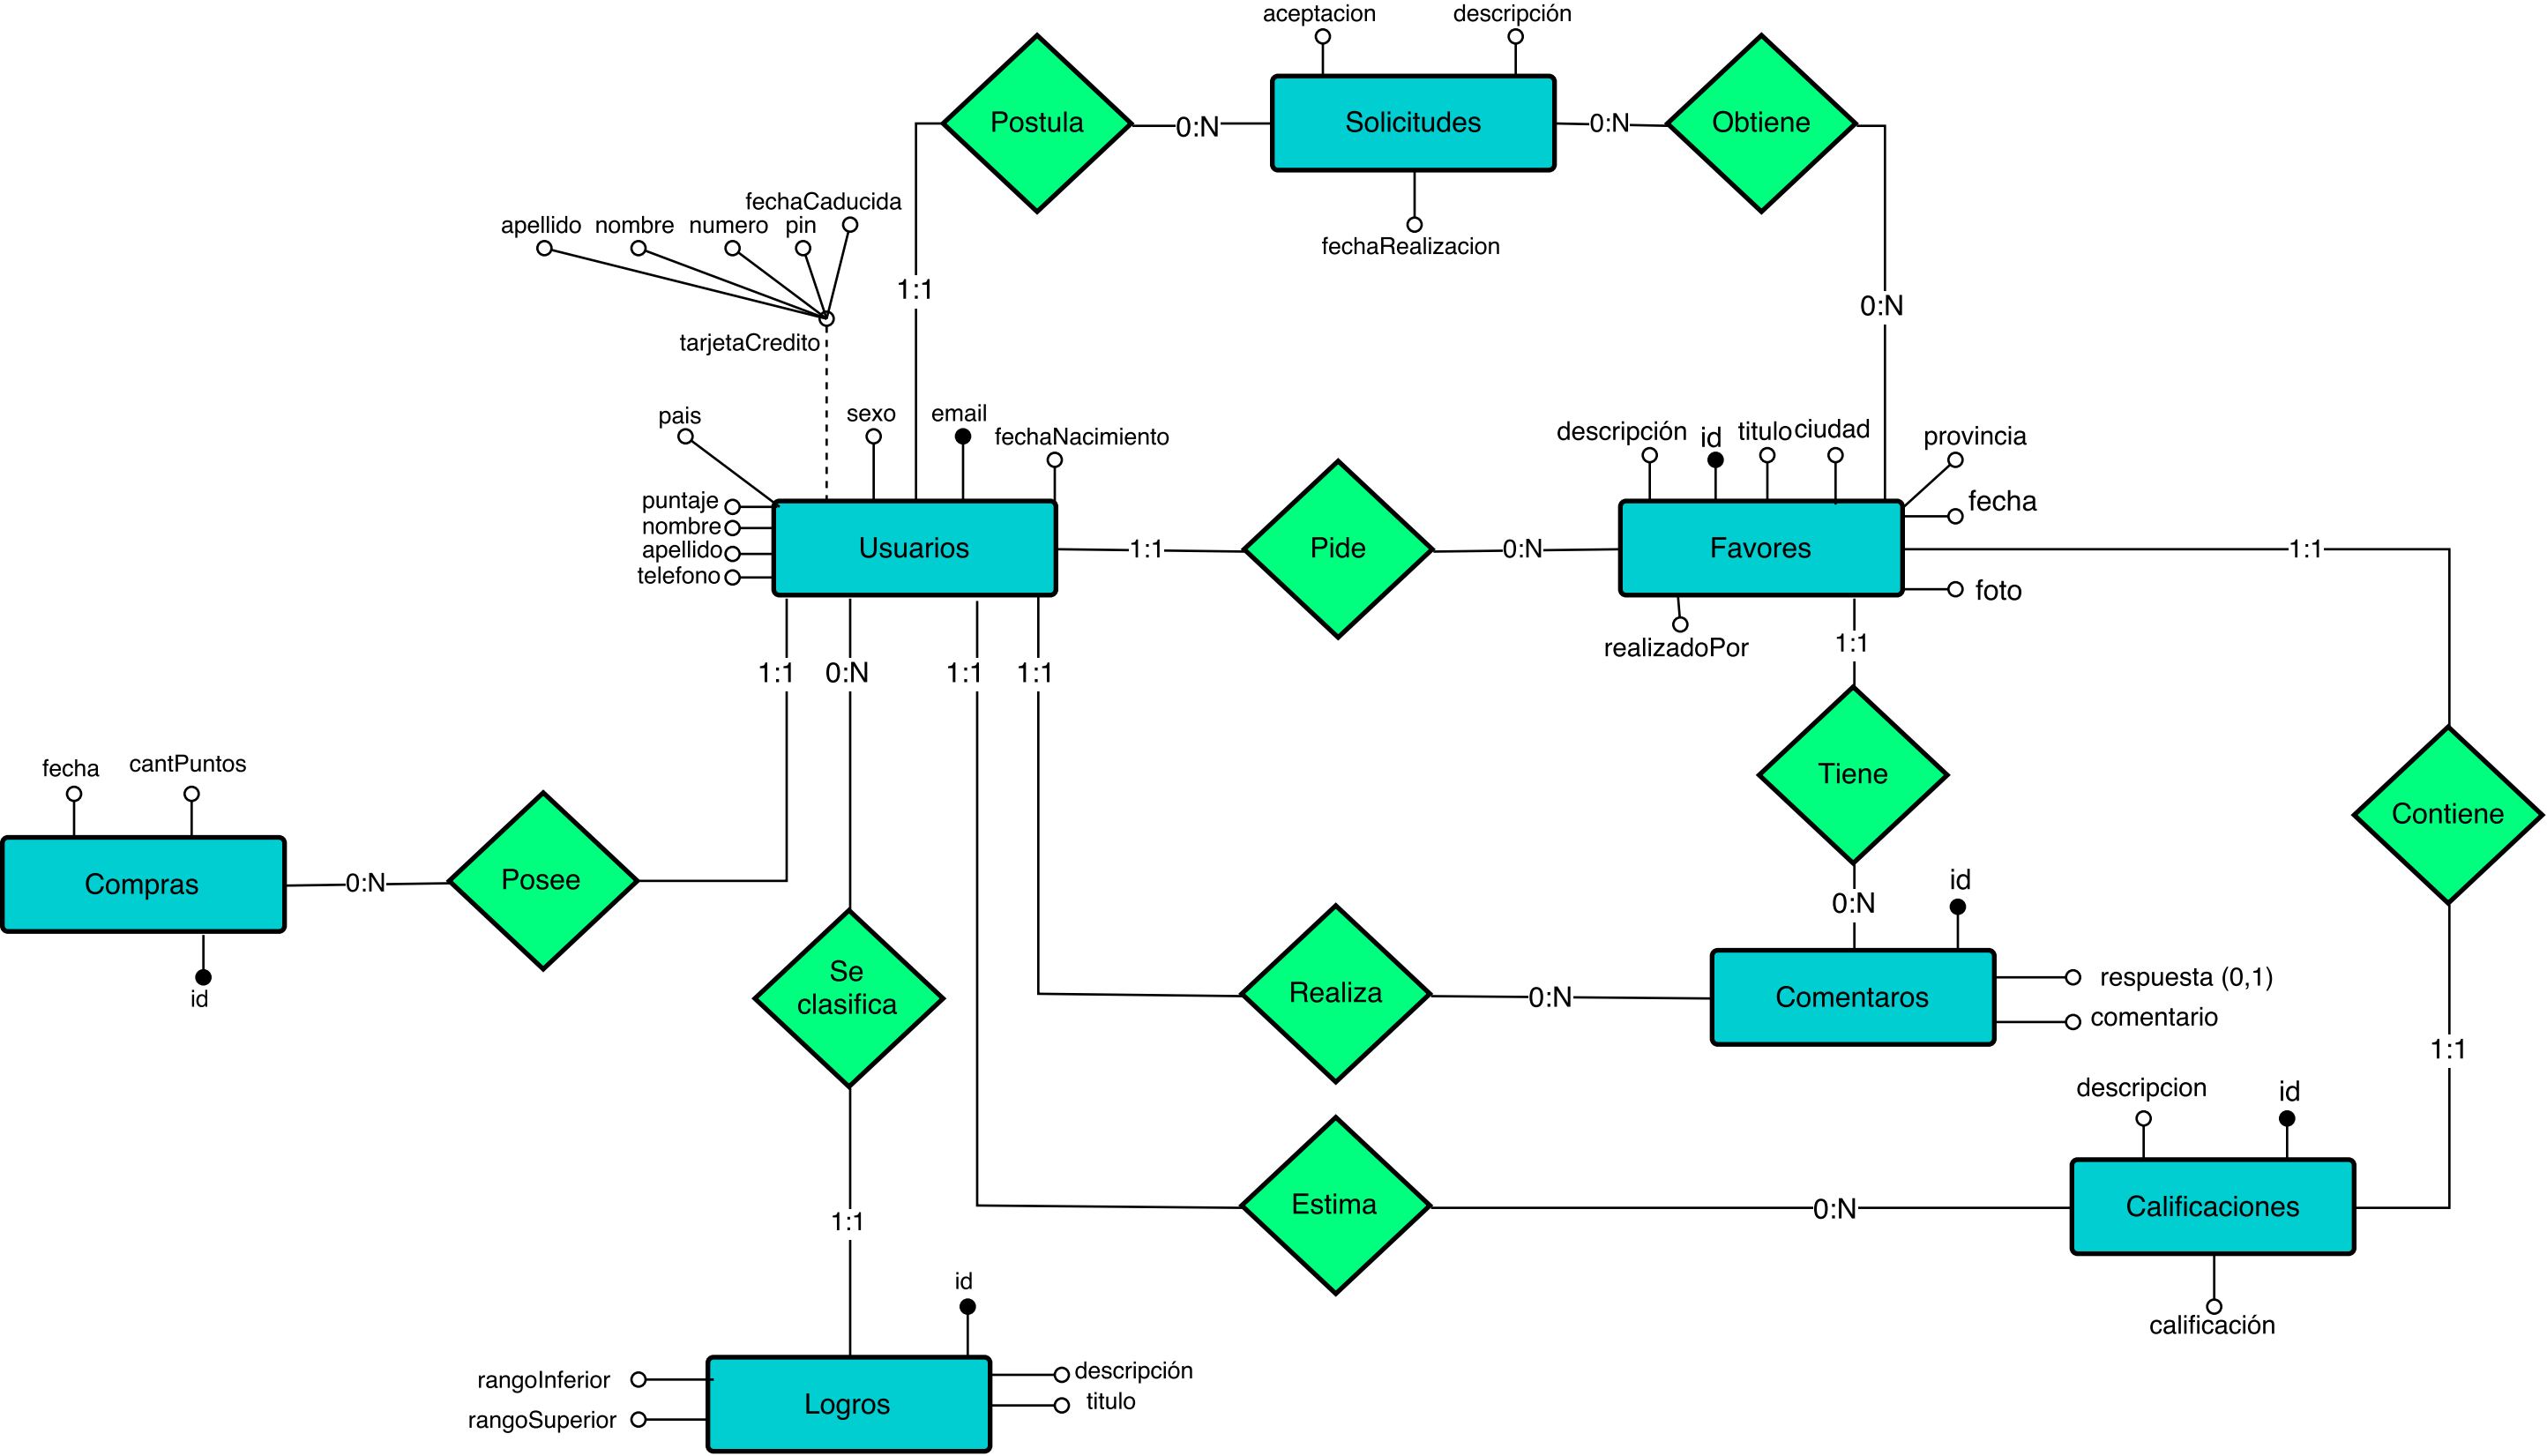 aceptacion
descripción
Postula
0:N
Solicitudes
0:N
Obtiene
fechaRealizacion
fechaCaducida
apellido
nombre
numero
pin
tarjetaCredito
1:1
0:N
pais
sexo
email
fechaNacimiento
puntaje
nombre
apellido
telefono
Usuarios
1:1
Pide
0:N
descripción
id
titulo
ciudad
provincia
fecha
Favores
foto
realizadoPor
1:1
1:1
1:1
0:N
1:1
1:1
Tiene
Contiene
fecha
cantPuntos
Compras
0:N
Posee
id
0:N
id
Se
clasifica
Realiza
0:N
Comentaros
respuesta (0,1)
comentario
1:1
descripcion
id
Estima
0:N
Calificaciones
calificación
1:1
id
rangoInferior
rangoSuperior
Logros
descripción
titulo